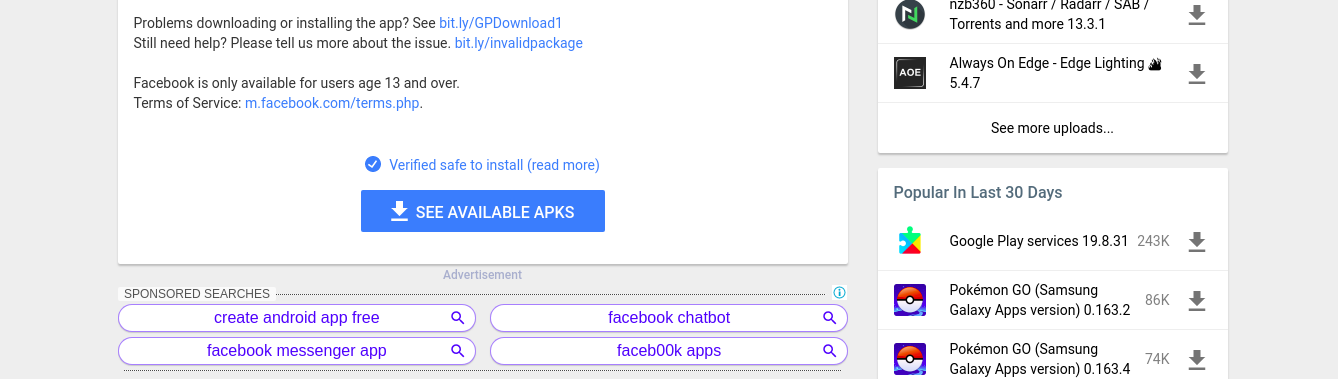 Problems downloading or installing the app? See bit.ly/GPDownload1
Still need help? Please tell us more about the issue. bit.ly/invalidpackage
Facebook is only available for users age 13 and over.
Terms of Service: m.facebook.com/terms.php.
Verified safe to install (read more)
SEE AVAILABLE APKS
Advertisement
SPONSORED SEARCHES
create android app free
facebook chatbot
facebook messenger app
faceb00k apps
nzb360 - Sonarr / Radarr / SAB /
Torrents and more 13.3.1
AOE
Always On Edge - Edge Lighting
5.4.7
See more uploads...
Popular In Last 30 Days
Google Play services 19.8.31 243K
Pokémon GO (Samsung
Galaxy Apps version) 0.163.2
86K
Pokémon GO (Samsung
Galaxy Apps version) 0.163.4
74K